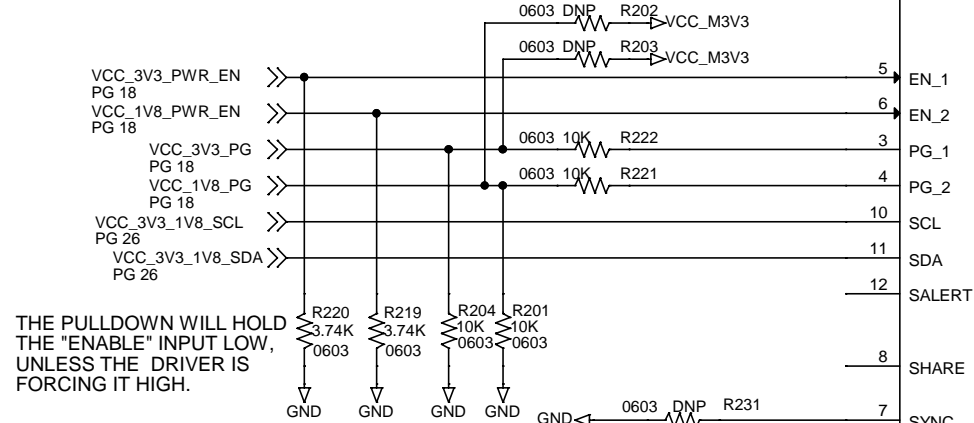 0603 DNP R202 VCC_M3V3
0603 DNP R203 VCC_M3V3
VCC_3V3_PWR_EN
PG 18
5 EN_1
VCC_1V8_PWR_EN
PG 18
6 EN_2
VCC_3V3_PG
PG 18
0603 10K R222
3 PG_1
VCC_1V8_PG
PG 18
0603 10K R221
4 PG_2
VCC_3V3_1V8_SCL
PG 26
10 SCL
VCC_3V3_1V8_SDA
PG 26
11 SDA
12 SALERT
THE PULLDOWN WILL HOLD
THE "ENABLE" INPUT LOW,
UNLESS THE DRIVER IS
FORCING IT HIGH.
R220
3.74K
0603
R219
3.74K
0603
R204
10K
0603
R201
10K
0603
8 SHARE
GND GND GND GND
GND 0603 DNP R231 7 SYNC